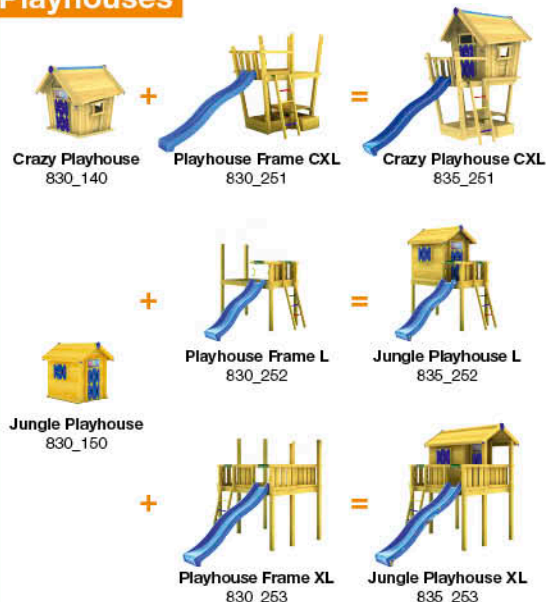 Playhouses
+
=
Crazy Playhouse
830_140
Playhouse Frame CXL
830_251
Crazy Playhouse CXL
835_251
+
=
Playhouse Frame L
830_252
Jungle Playhouse L
835_252
Jungle Playhouse
830_150
+
=
Playhouse Frame XL
830_253
Jungle Playhouse XL
835_253